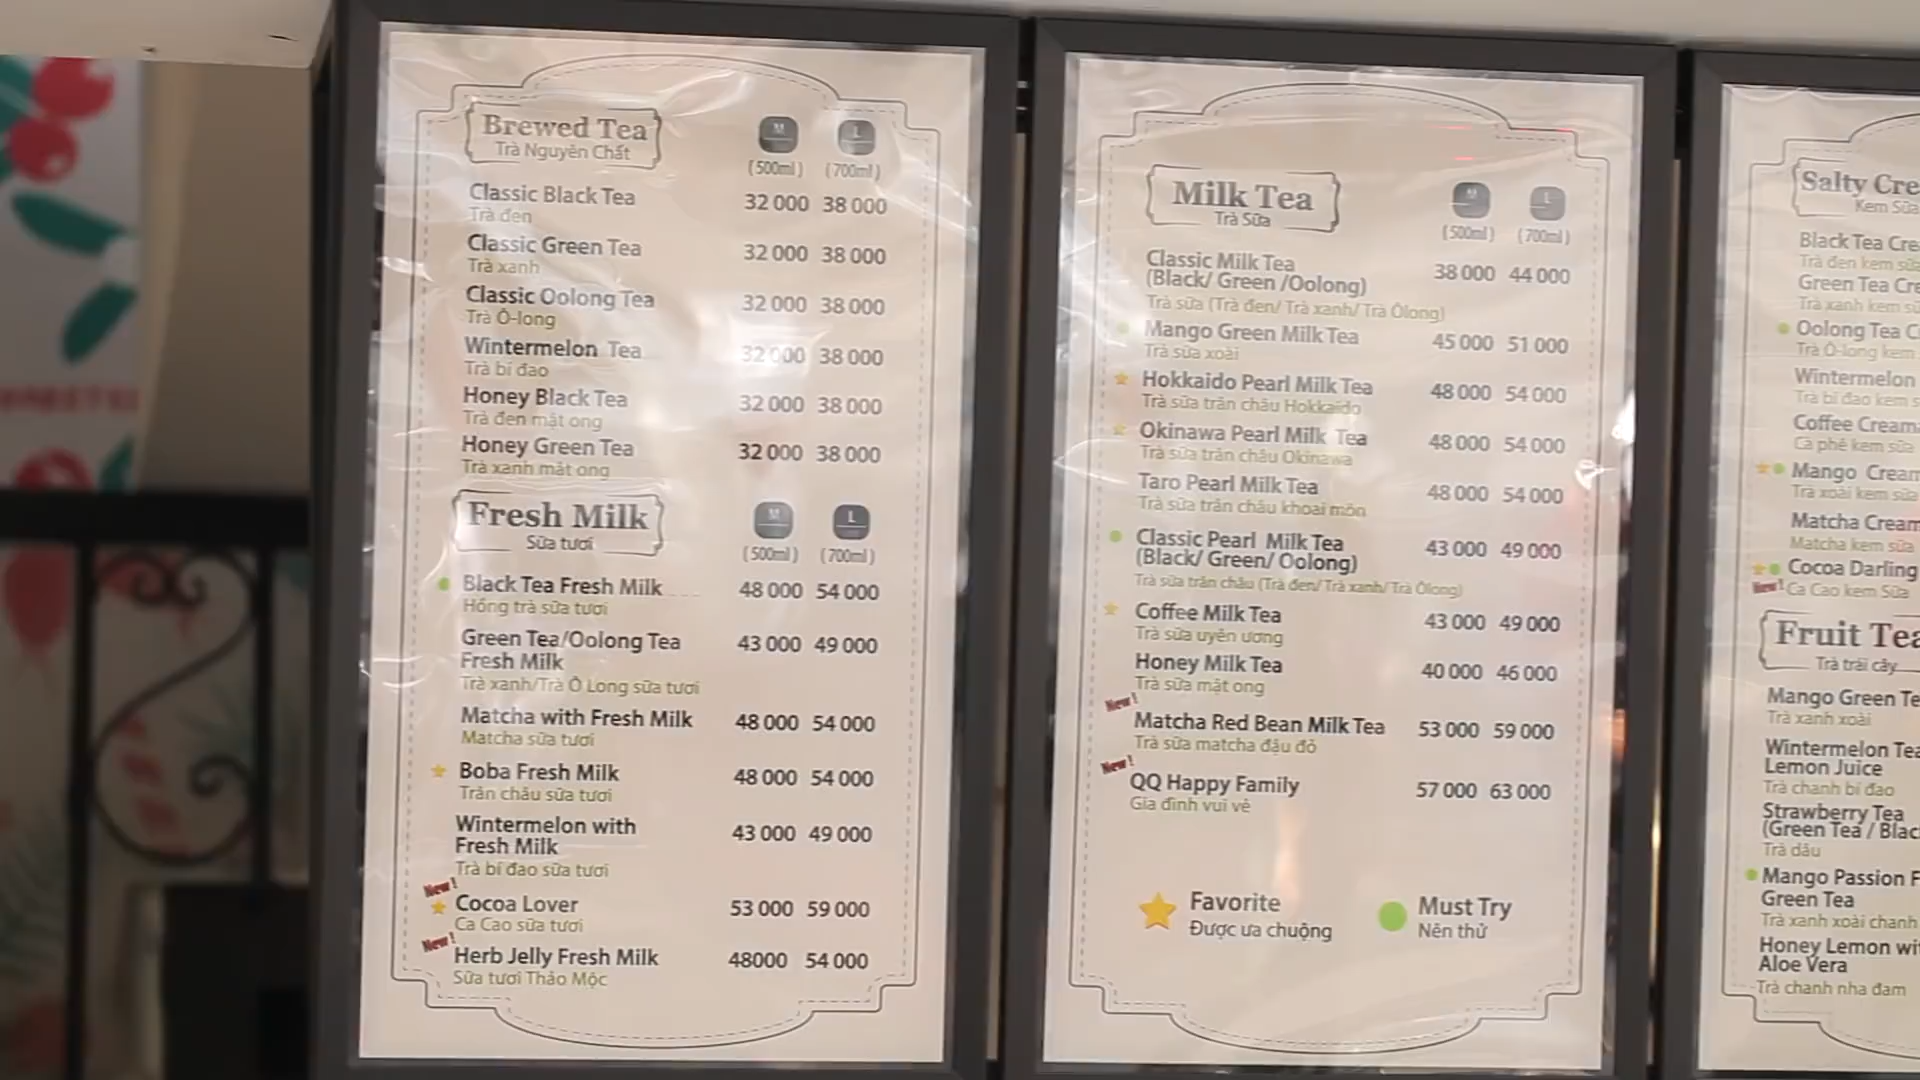 Brewed Tea
Trà Nguyên Chất
M L
(500ml) (700ml)
Classic Black Tea 32 000 38 000
Trà đen
Classic Green Tea 32 000 38 000
Trà xanh
Classic Oolong Tea 32 000 38 000
Trà Ô-long
Wintermelon Tea 32 000 38 000
Trà bí đao
Honey Black Tea 32 000 38 000
Trà đen mật ong
Honey Green Tea 32 000 38 000
Trà xanh mật ong
Fresh Milk
Sữa tươi
M L
(500ml) (700ml)
Black Tea Fresh Milk 48 000 54 000
Hồng trà sữa tươi
Green Tea/Oolong Tea 43 000 49 000
Fresh Milk
Trà xanh/Trà Ô Long sữa tươi
Matcha with Fresh Milk 48 000 54 000
Matcha sữa tươi
Boba Fresh Milk 48 000 54 000
Trân châu sữa tươi
Wintermelon with 43 000 49 000
Fresh Milk
Trà bí đao sữa tươi
New!
Cocoa Lover 53 000 59 000
Ca Cao sữa tươi
New!
Herb Jelly Fresh Milk 48000 54 000
Sữa tươi Thảo Mộc
Milk Tea
Trà Sữa
M L
(500ml) (700ml)
Classic Milk Tea 38 000 44 000
(Black/ Green /Oolong)
Trà sữa (Trà đen/ Trà xanh/ Trà Ôlong)
Mango Green Milk Tea 45 000 51 000
Trà sữa xoài
Hokkaido Pearl Milk Tea 48 000 54 000
Trà sữa trân châu Hokkaido
Okinawa Pearl Milk Tea 48 000 54 000
Trà sữa trân châu Okinawa
Taro Pearl Milk Tea 48 000 54 000
Trà sữa trân châu khoai môn
Classic Pearl Milk Tea 43 000 49 000
(Black/ Green/ Oolong)
Trà sữa trân châu (Trà đen/ Trà xanh/ Trà Ôlong)
Coffee Milk Tea 43 000 49 000
Trà sữa uyên ương
Honey Milk Tea 40 000 46 000
Trà sữa mật ong
New!
Matcha Red Bean Milk Tea 53 000 59 000
Trà sữa matcha đậu đỏ
New!
QQ Happy Family 57 000 63 000
Gia đình vui vẻ
Favorite
Được ưa chuộng
Must Try
Nên thử
Salty Cre
Kem Sữa
Black Tea Cre
Trà đen kem sữa
Green Tea Cre
Trà xanh kem sữ
Oolong Tea C
Trà Ô-long kem
Wintermelon
Trà bí đao kem s
Coffee Cream
Cà phê kem sữa
Mango Cream
Trà xoài kem sữa
Matcha Cream
Matcha kem sữa
Cocoa Darling
New! Ca Cao kem Sữa
Fruit Tea
Trà trái cây
Mango Green Te
Trà xanh xoài
Wintermelon Tea
Lemon Juice
Trà chanh bí đao
Strawberry Tea
(Green Tea / Blac
Trà dâu
Mango Passion F
Green Tea
Trà xanh xoài chanh
Honey Lemon wi
Aloe Vera
Trà chanh nha đam